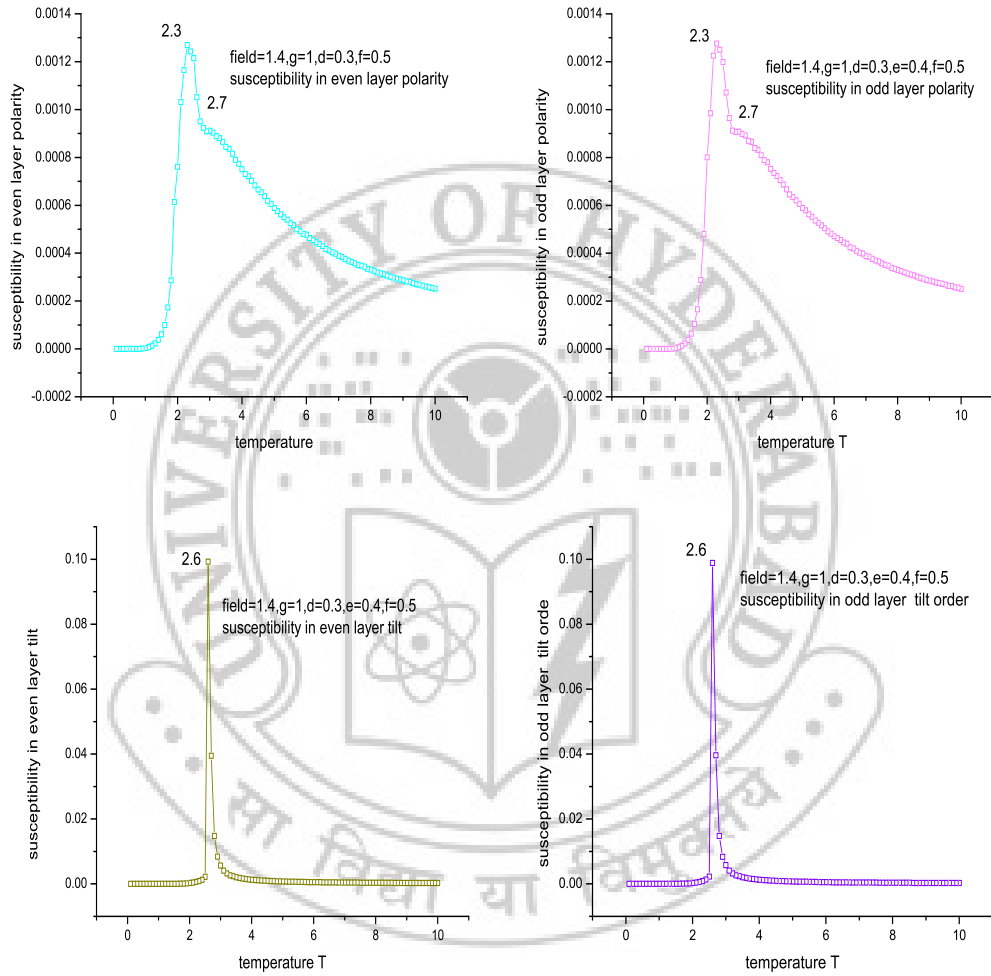 0.0014
0.0012
0.0010
0.0008
0.0006
0.0004
0.0002
0.0000
-0.0002
susceptibility in even layer polarity
2.3
field=1.4,g=1,d=0.3,f=0.5
susceptibility in even layer polarity
2.7
0 2 4 6 8 10
temperature
0.0014
0.0012
0.0010
0.0008
0.0006
0.0004
0.0002
0.0000
-0.0002
susceptibility in odd layer polarity
2.3
field=1.4,g=1,d=0.3,e=0.4,f=0.5
susceptibility in odd layer polarity
2.7
0 2 4 6 8 10
temperature T
UNIVERSITY OF HYDERABAD
0.10
0.08
0.06
0.04
0.02
0.00
susceptibility in even layer tilt
2.6
field=1.4,g=1,d=0.3,e=0.4,f=0.5
susceptibility in even layer tilt
0 2 4 6 8 10
temperature T
0.10
0.08
0.06
0.04
0.02
0.00
susceptibility in odd layer tilt orde
2.6
field=1.4,g=1,d=0.3,e=0.4,f=0.5
susceptibility in odd layer tilt order
0 2 4 6 8 10
temperature T
सा विद्या या विमुक्तये